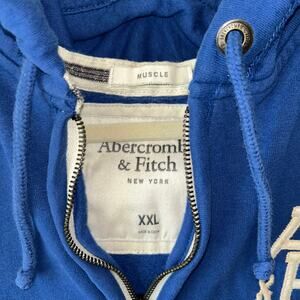 MUSCLE
Abercromb
& Fitch
NEW YORK
XXL
A